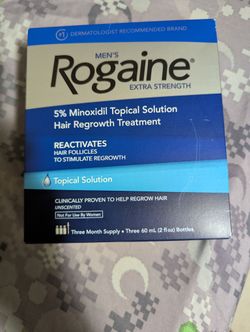 #1 DERMATOLOGIST RECOMMENDED BRAND
MEN'S
Rogaine®
EXTRA STRENGTH
5% Minoxidil Topical Solution
Hair Regrowth Treatment
REACTIVATES
HAIR FOLLICLES
TO STIMULATE REGROWTH
Topical Solution
CLINICALLY PROVEN TO HELP REGROW HAIR
UNSCENTED
Not For Use By Women
Three Month Supply • Three 60 mL (2 fl oz) Bottles